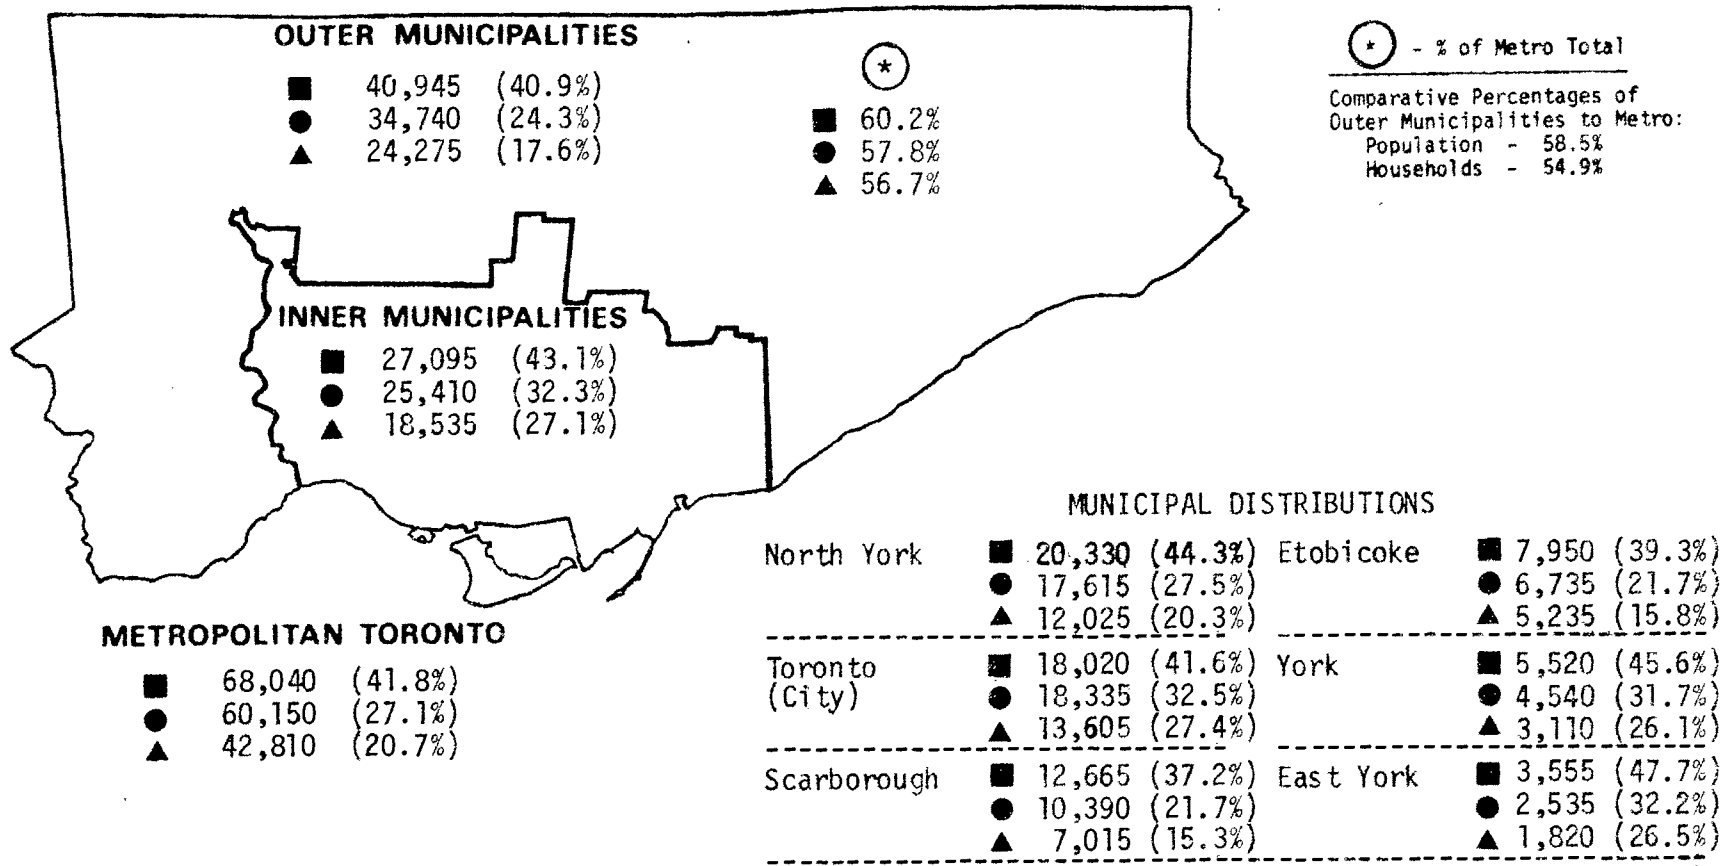 OUTER MUNICIPALITIES
■ 40,945 (40.9%)
● 34,740 (24.3%)
▲ 24,275 (17.6%)
*
■ 60.2%
● 57.8%
▲ 56.7%
* - % of Metro Total
Comparative Percentages of
Outer Municipalities to Metro:
Population - 58.5%
Households - 54.9%
INNER MUNICIPALITIES
■ 27,095 (43.1%)
● 25,410 (32.3%)
▲ 18,535 (27.1%)
METROPOLITAN TORONTO
■ 68,040 (41.8%)
● 60,150 (27.1%)
▲ 42,810 (20.7%)
MUNICIPAL DISTRIBUTIONS
North York ■ 20,330 (44.3%) Etobicoke ■ 7,950 (39.3%)
● 17,615 (27.5%) ● 6,735 (21.7%)
▲ 12,025 (20.3%) ▲ 5,235 (15.8%)
Toronto ■ 18,020 (41.6%) York ■ 5,520 (45.6%)
(City) ● 18,335 (32.5%) ● 4,540 (31.7%)
▲ 13,605 (27.4%) ▲ 3,110 (26.1%)
Scarborough ■ 12,665 (37.2%) East York ■ 3,555 (47.7%)
● 10,390 (21.7%) ● 2,535 (32.2%)
▲ 7,015 (15.3%) ▲ 1,820 (26.5%)